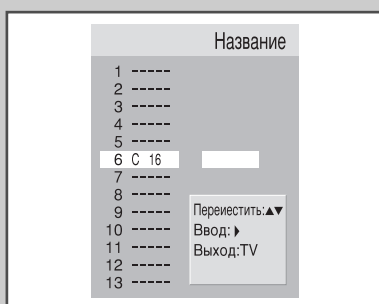 Название
1 -----
2 -----
3 -----
4 -----
5 -----
6 C 16
7 -----
8 -----
9 -----
10 -----
11 -----
12 -----
13 -----
Переиестить:▲▼
Ввод:▶
Выход:TV